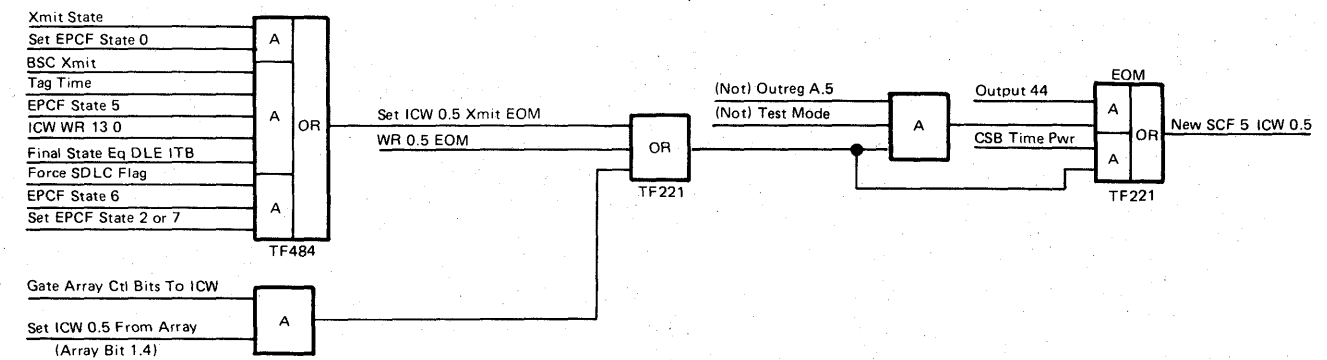 Xmit State
Set EPCF State 0
A
BSC Xmit
Tag Time
EPCF State 5
ICW WR 13 0
Final State Eq DLE ITB
A
OR
Force SDLC Flag
EPCF State 6
Set EPCF State 2 or 7
A
TF484
Gate Array Ctl Bits To ICW
Set ICW 0.5 From Array
(Array Bit 1.4)
A
Set ICW 0.5 Xmit EOM
WR 0.5 EOM
OR
TF221
(Not) Outreg A.5
(Not) Test Mode
A
EOM
Output 44
A
CSB Time Pwr
A
OR
TF221
New SCF 5 ICW 0.5